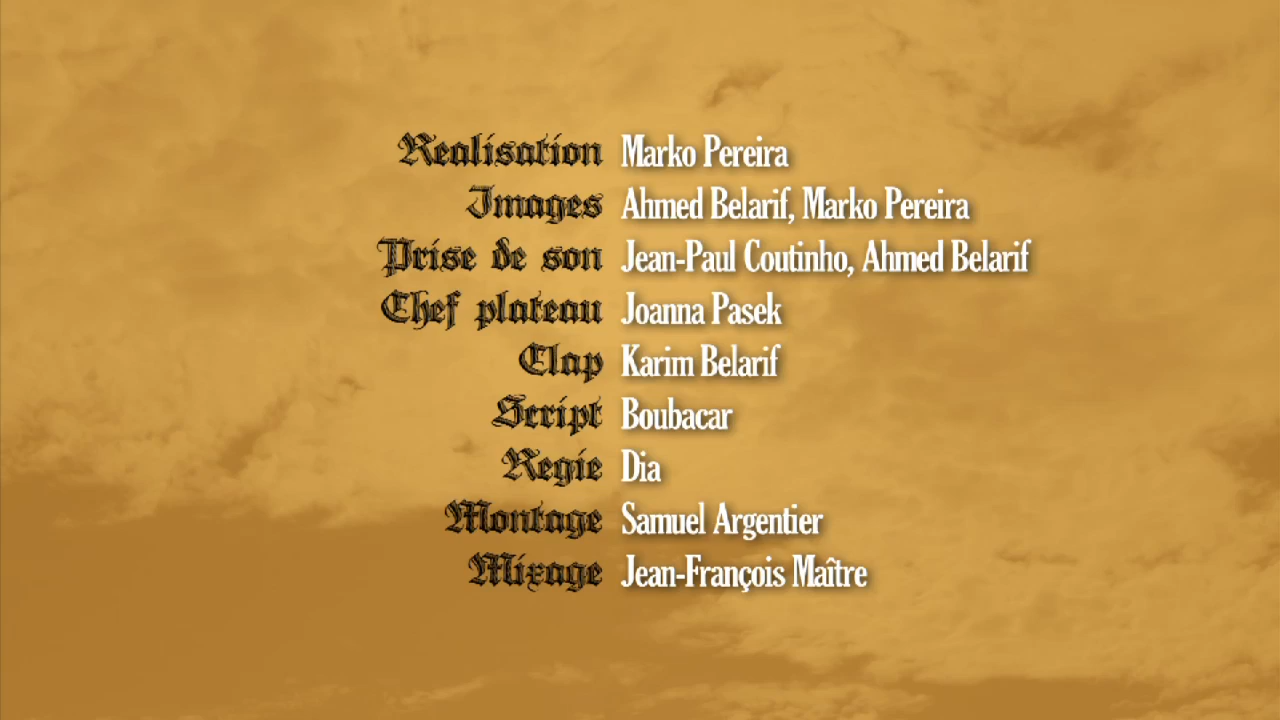 Realisation Marko Pereira
Images Ahmed Belarif, Marko Pereira
Prise de son Jean-Paul Coutinho, Ahmed Belarif
Chef plateau Joanna Pasek
Clap Karim Belarif
Script Boubacar
Regie Dia
Montage Samuel Argentier
Mixage Jean-François Maître